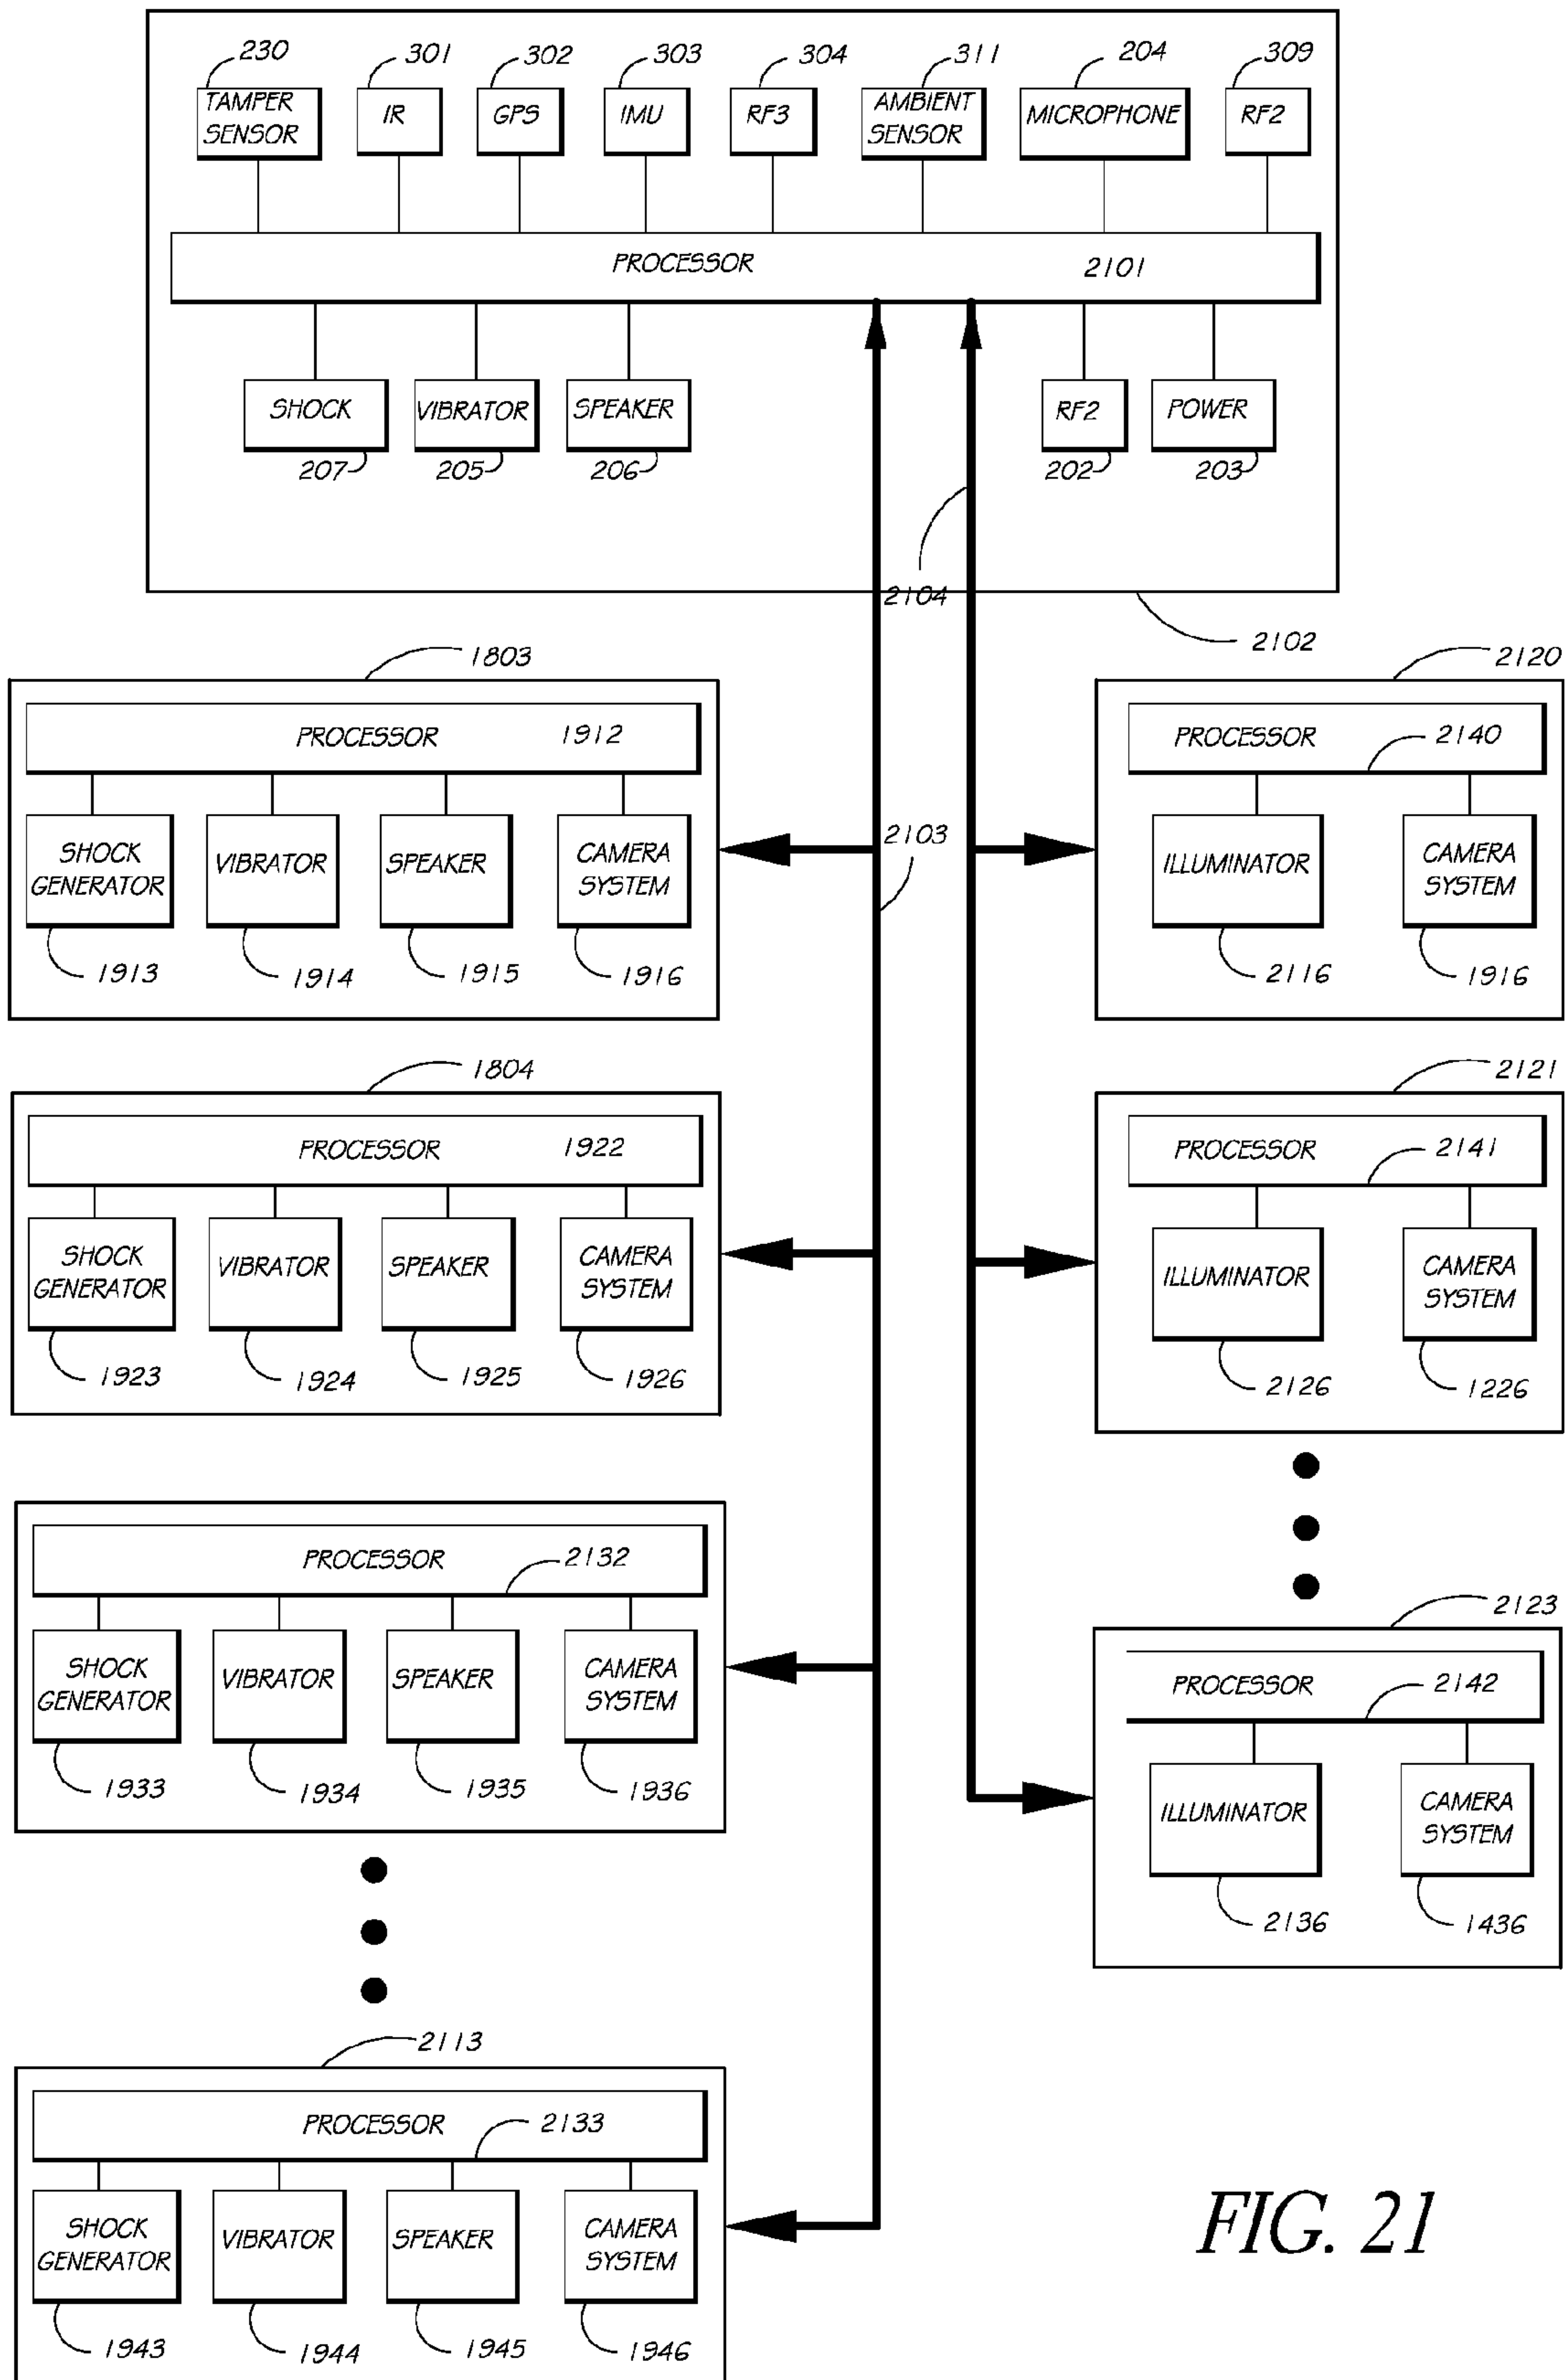 230
301
302
303
304
311
204
309
TAMPER
SENSOR
IR
GPS
IMU
RF3
AMBIENT
SENSOR
MICROPHONE
RF2
PROCESSOR
2101
SHOCK
VIBRATOR
SPEAKER
RF2
POWER
207
205
206
202
203
2104
2102
1803
PROCESSOR
1912
SHOCK
GENERATOR
VIBRATOR
SPEAKER
CAMERA
SYSTEM
1913
1914
1915
1916
2103
2120
PROCESSOR
2140
ILLUMINATOR
CAMERA
SYSTEM
2116
1916
1804
PROCESSOR
1922
SHOCK
GENERATOR
VIBRATOR
SPEAKER
CAMERA
SYSTEM
1923
1924
1925
1926
2121
PROCESSOR
2141
ILLUMINATOR
CAMERA
SYSTEM
2126
1226
PROCESSOR
2132
SHOCK
GENERATOR
VIBRATOR
SPEAKER
CAMERA
SYSTEM
1933
1934
1935
1936
2123
PROCESSOR
2142
ILLUMINATOR
CAMERA
SYSTEM
2136
1436
2113
PROCESSOR
2133
SHOCK
GENERATOR
VIBRATOR
SPEAKER
CAMERA
SYSTEM
1943
1944
1945
1946
FIG. 21